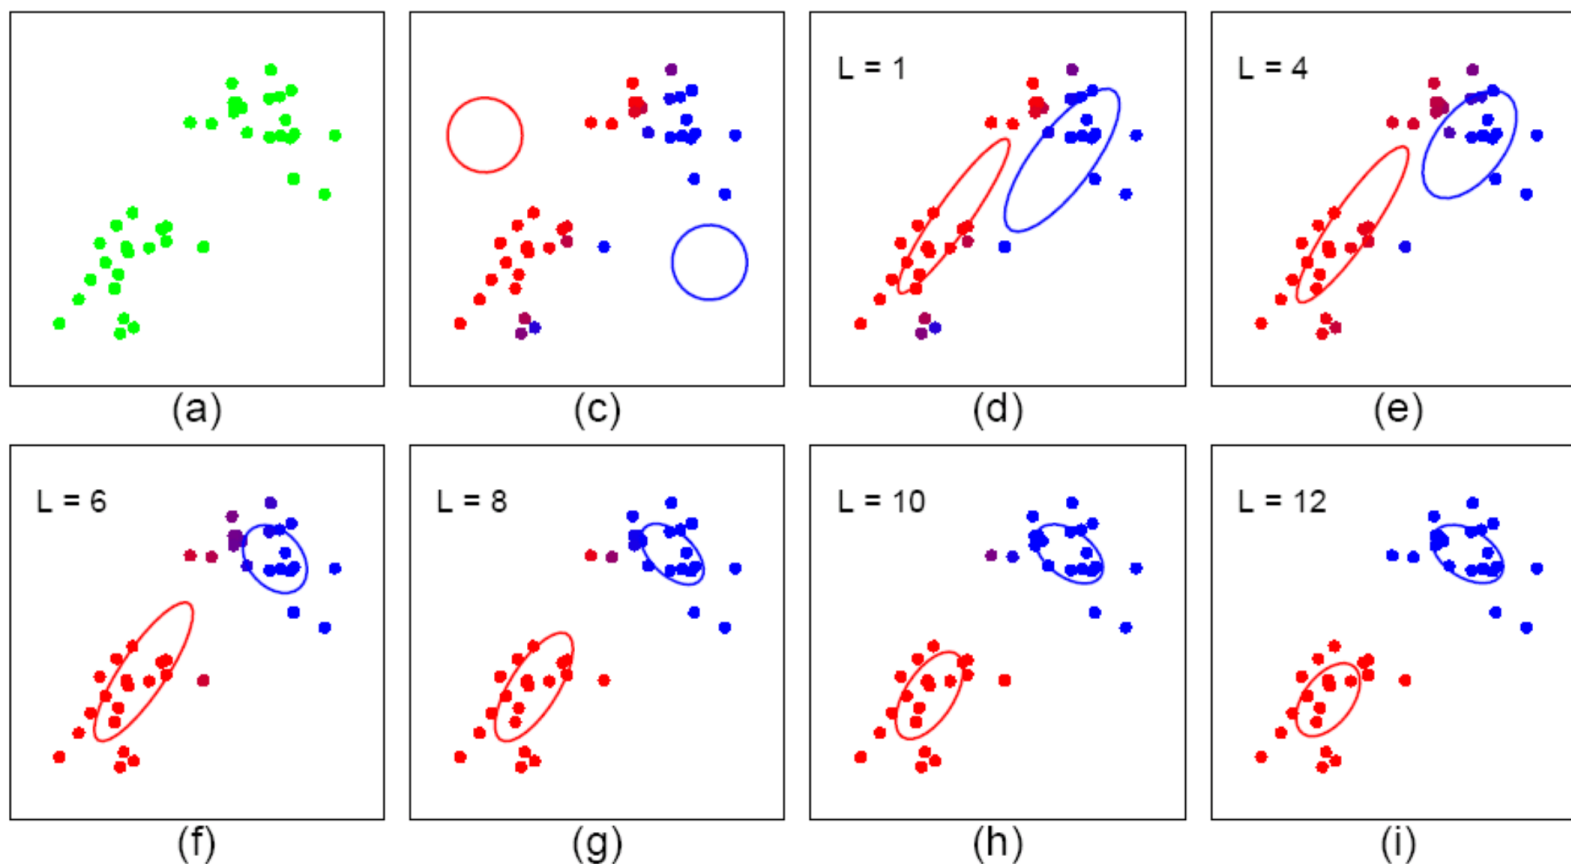 L = 1
L = 4
(a)
(c)
(d)
(e)
L = 6
L = 8
L = 10
L = 12
(f)
(g)
(h)
(i)